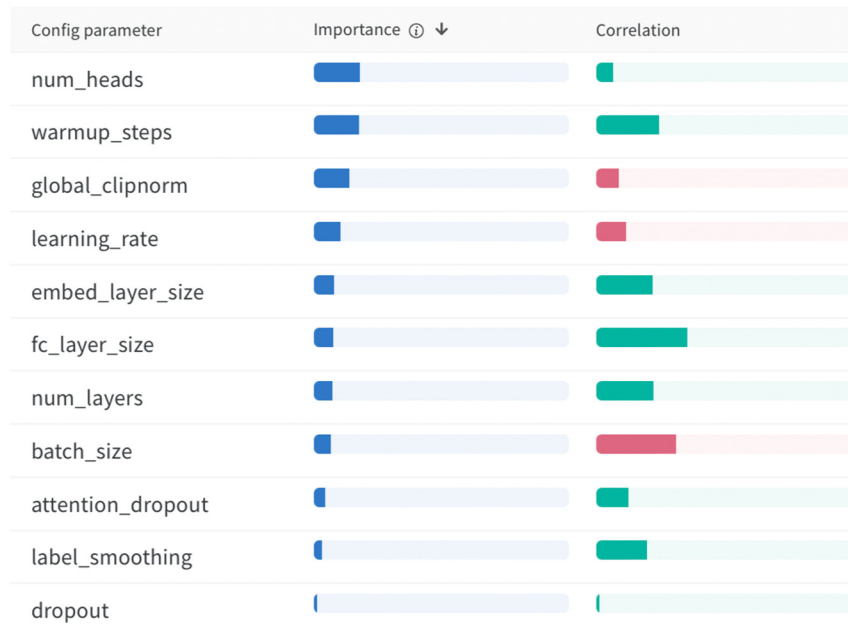 Config parameter Importance ⓘ ↓ Correlation
num_heads
warmup_steps
global_clipnorm
learning_rate
embed_layer_size
fc_layer_size
num_layers
batch_size
attention_dropout
label_smoothing
dropout